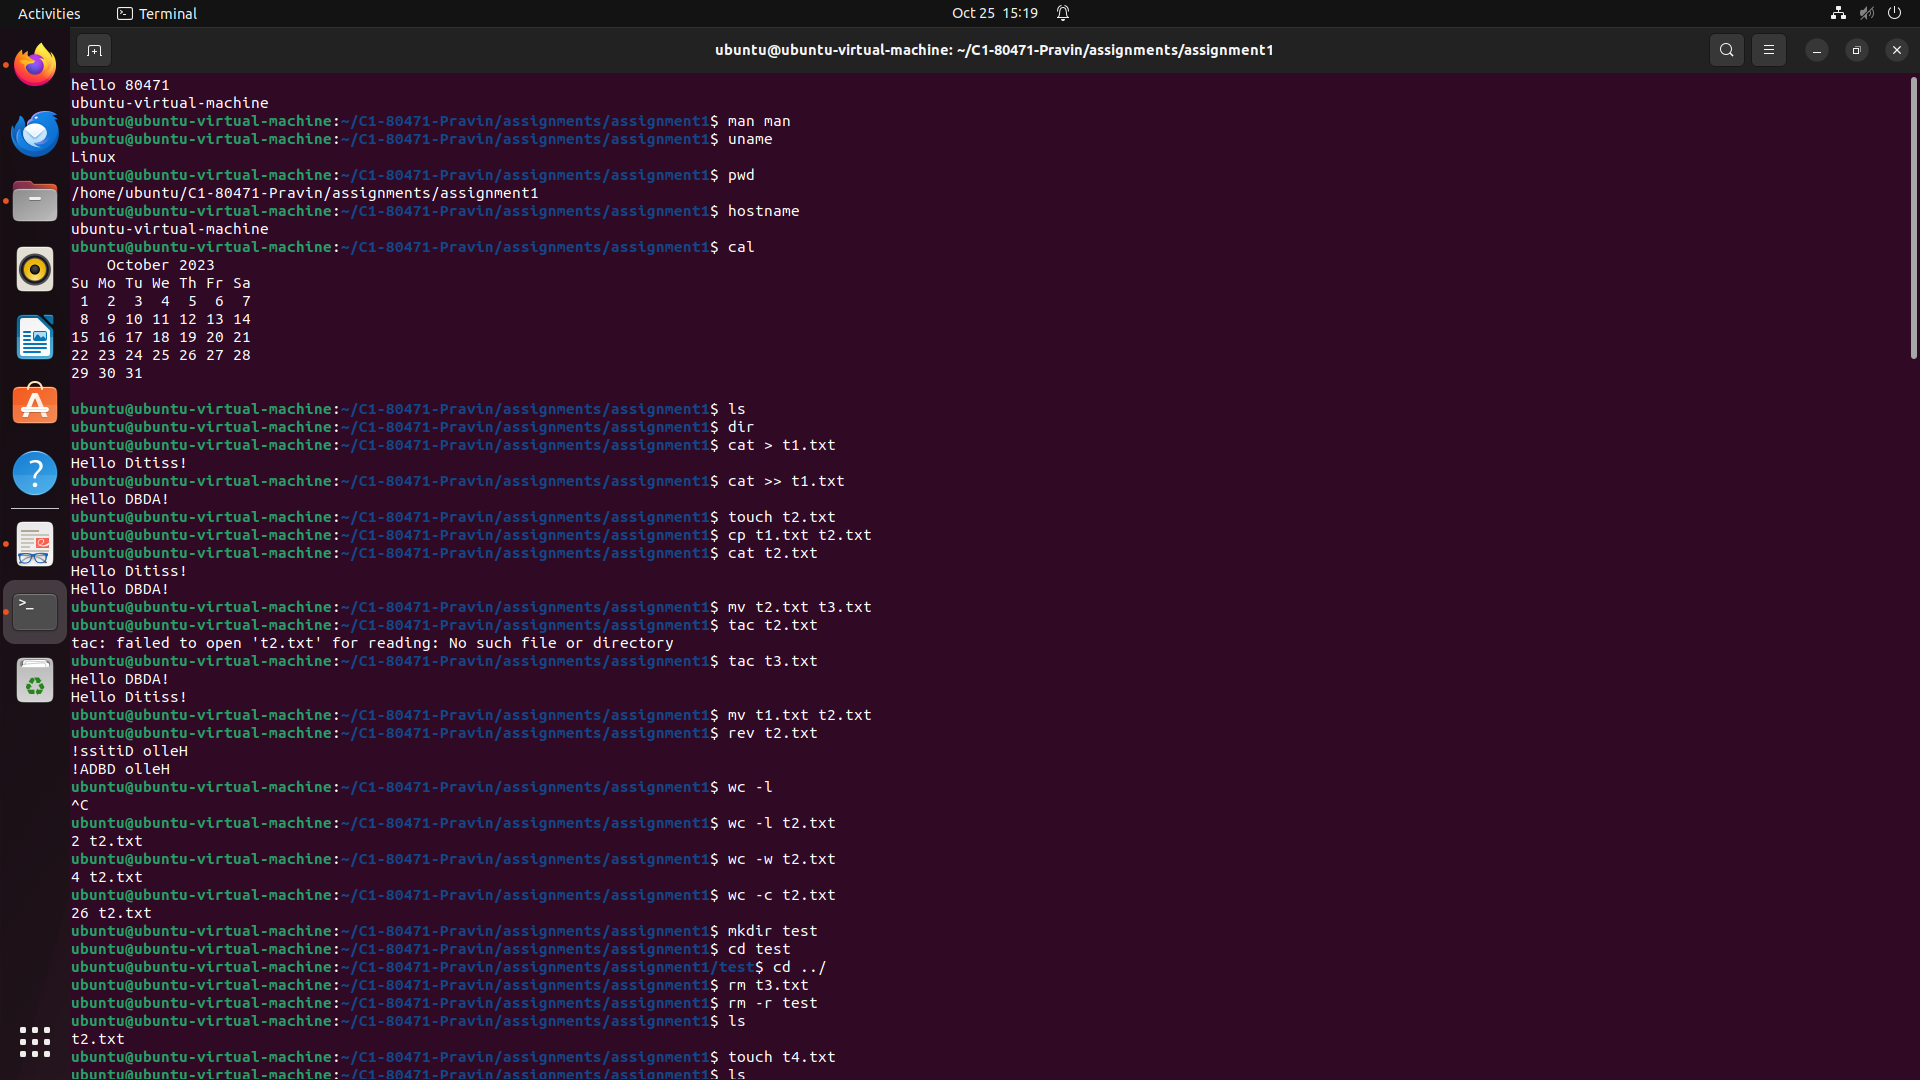 Activities Terminal Oct 25 15:19
ubuntu@ubuntu-virtual-machine: ~/C1-80471-Pravin/assignments/assignment1
hello 80471
ubuntu-virtual-machine
ubuntu@ubuntu-virtual-machine:~/C1-80471-Pravin/assignments/assignment1$ man man
ubuntu@ubuntu-virtual-machine:~/C1-80471-Pravin/assignments/assignment1$ uname
Linux
ubuntu@ubuntu-virtual-machine:~/C1-80471-Pravin/assignments/assignment1$ pwd
/home/ubuntu/C1-80471-Pravin/assignments/assignment1
ubuntu@ubuntu-virtual-machine:~/C1-80471-Pravin/assignments/assignment1$ hostname
ubuntu-virtual-machine
ubuntu@ubuntu-virtual-machine:~/C1-80471-Pravin/assignments/assignment1$ cal
    October 2023
Su Mo Tu We Th Fr Sa
 1  2  3  4  5  6  7
 8  9 10 11 12 13 14
15 16 17 18 19 20 21
22 23 24 25 26 27 28
29 30 31
ubuntu@ubuntu-virtual-machine:~/C1-80471-Pravin/assignments/assignment1$ ls
ubuntu@ubuntu-virtual-machine:~/C1-80471-Pravin/assignments/assignment1$ dir
ubuntu@ubuntu-virtual-machine:~/C1-80471-Pravin/assignments/assignment1$ cat > t1.txt
Hello Ditiss!
ubuntu@ubuntu-virtual-machine:~/C1-80471-Pravin/assignments/assignment1$ cat >> t1.txt
Hello DBDA!
ubuntu@ubuntu-virtual-machine:~/C1-80471-Pravin/assignments/assignment1$ touch t2.txt
ubuntu@ubuntu-virtual-machine:~/C1-80471-Pravin/assignments/assignment1$ cp t1.txt t2.txt
ubuntu@ubuntu-virtual-machine:~/C1-80471-Pravin/assignments/assignment1$ cat t2.txt
Hello Ditiss!
Hello DBDA!
ubuntu@ubuntu-virtual-machine:~/C1-80471-Pravin/assignments/assignment1$ mv t2.txt t3.txt
ubuntu@ubuntu-virtual-machine:~/C1-80471-Pravin/assignments/assignment1$ tac t2.txt
tac: failed to open 't2.txt' for reading: No such file or directory
ubuntu@ubuntu-virtual-machine:~/C1-80471-Pravin/assignments/assignment1$ tac t3.txt
Hello DBDA!
Hello Ditiss!
ubuntu@ubuntu-virtual-machine:~/C1-80471-Pravin/assignments/assignment1$ mv t1.txt t2.txt
ubuntu@ubuntu-virtual-machine:~/C1-80471-Pravin/assignments/assignment1$ rev t2.txt
!ssitiD olleH
!ADBD olleH
ubuntu@ubuntu-virtual-machine:~/C1-80471-Pravin/assignments/assignment1$ wc -l
^C
ubuntu@ubuntu-virtual-machine:~/C1-80471-Pravin/assignments/assignment1$ wc -l t2.txt
2 t2.txt
ubuntu@ubuntu-virtual-machine:~/C1-80471-Pravin/assignments/assignment1$ wc -w t2.txt
4 t2.txt
ubuntu@ubuntu-virtual-machine:~/C1-80471-Pravin/assignments/assignment1$ wc -c t2.txt
26 t2.txt
ubuntu@ubuntu-virtual-machine:~/C1-80471-Pravin/assignments/assignment1$ mkdir test
ubuntu@ubuntu-virtual-machine:~/C1-80471-Pravin/assignments/assignment1$ cd test
ubuntu@ubuntu-virtual-machine:~/C1-80471-Pravin/assignments/assignment1/test$ cd ../
ubuntu@ubuntu-virtual-machine:~/C1-80471-Pravin/assignments/assignment1$ rm t3.txt
ubuntu@ubuntu-virtual-machine:~/C1-80471-Pravin/assignments/assignment1$ rm -r test
ubuntu@ubuntu-virtual-machine:~/C1-80471-Pravin/assignments/assignment1$ ls
t2.txt
ubuntu@ubuntu-virtual-machine:~/C1-80471-Pravin/assignments/assignment1$ touch t4.txt
ubuntu@ubuntu-virtual-machine:~/C1-80471-Pravin/assignments/assignment1$ ls